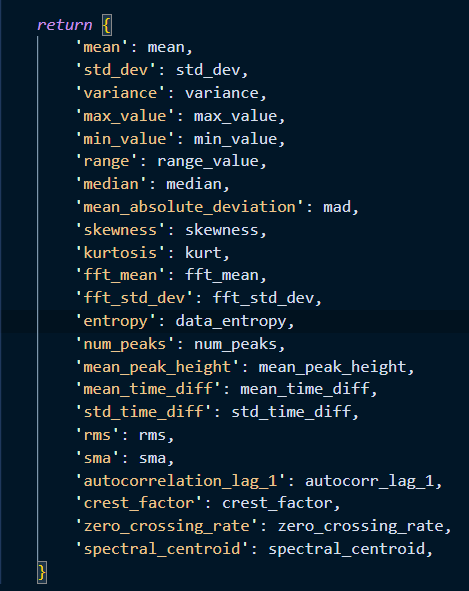 return {
    'mean': mean,
    'std_dev': std_dev,
    'variance': variance,
    'max_value': max_value,
    'min_value': min_value,
    'range': range_value,
    'median': median,
    'mean_absolute_deviation': mad,
    'skewness': skewness,
    'kurtosis': kurt,
    'fft_mean': fft_mean,
    'fft_std_dev': fft_std_dev,
    'entropy': data_entropy,
    'num_peaks': num_peaks,
    'mean_peak_height': mean_peak_height,
    'mean_time_diff': mean_time_diff,
    'std_time_diff': std_time_diff,
    'rms': rms,
    'sma': sma,
    'autocorrelation_lag_1': autocorr_lag_1,
    'crest_factor': crest_factor,
    'zero_crossing_rate': zero_crossing_rate,
    'spectral_centroid': spectral_centroid,
}